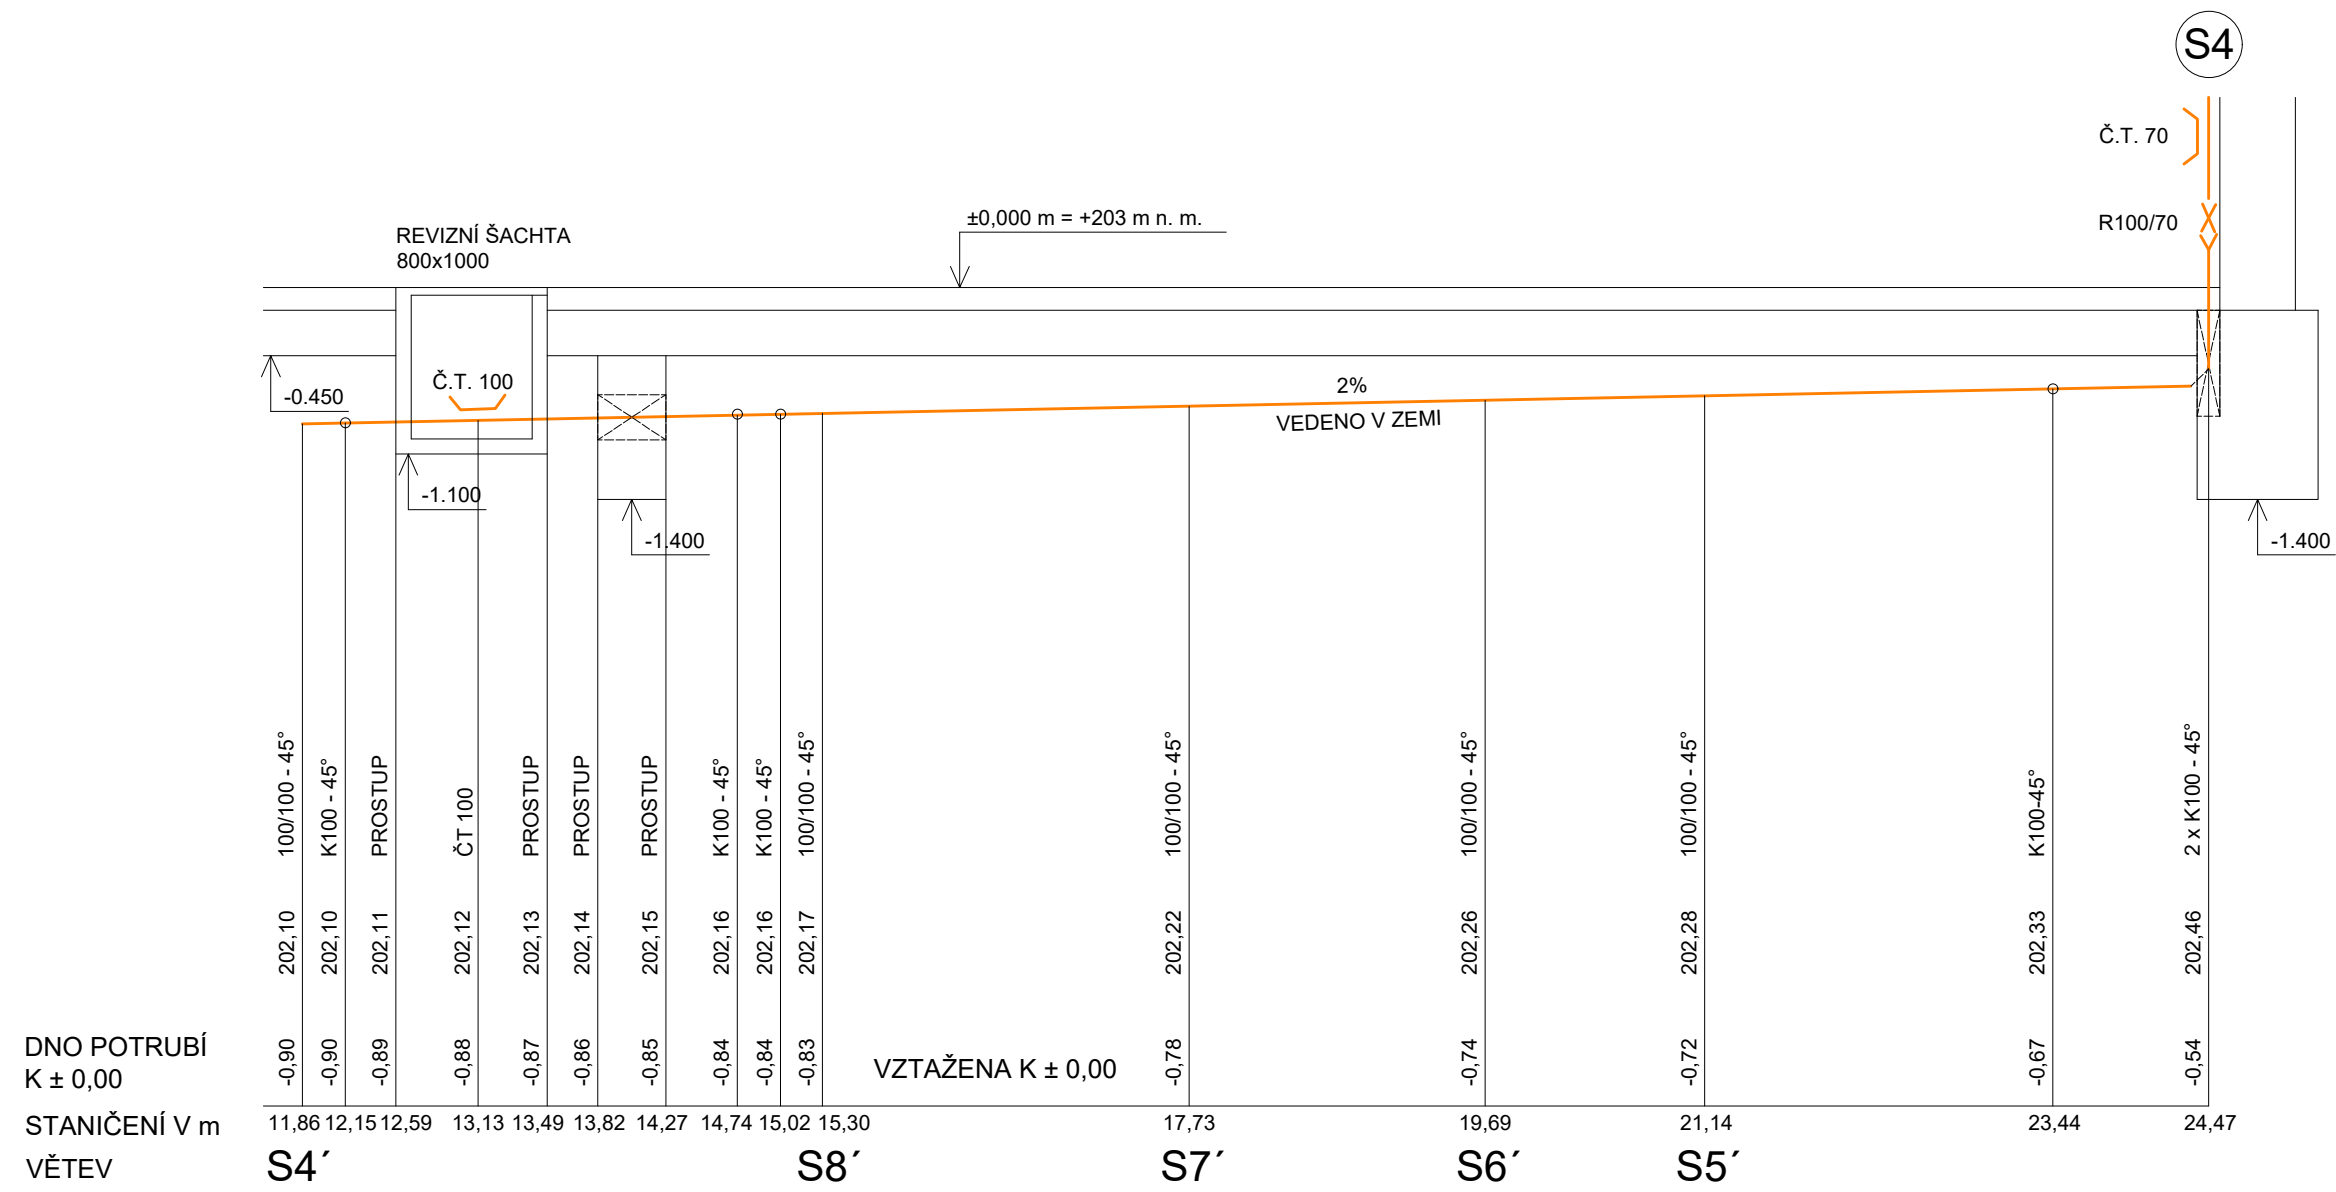 S4
Č.T. 70
R100/70
±0,000 m = +203 m n. m.
REVIZNÍ ŠACHTA
800x1000
Č.T. 100
-0.450
-1.100
-1.400
2%
VEDENO V ZEMI
-1.400
100/100 - 45°
K100 - 45°
PROSTUP
ČT 100
PROSTUP
PROSTUP
PROSTUP
K100 - 45°
K100 - 45°
100/100 - 45°
100/100 - 45°
100/100 - 45°
100/100 - 45°
K100-45°
2 x K100 - 45°
202,10
202,10
202,11
202,12
202,13
202,14
202,15
202,16
202,16
202,17
202,22
202,26
202,28
202,33
202,46
DNO POTRUBÍ
K ± 0,00
-0,90
-0,90
-0,89
-0,88
-0,87
-0,86
-0,85
-0,84
-0,84
-0,83
VZTAŽENA K ± 0,00
-0,78
-0,74
-0,72
-0,67
-0,54
STANIČENÍ V m
11,86 12,15 12,59 13,13 13,49 13,82 14,27 14,74 15,02 15,30 17,73 19,69 21,14 23,44 24,47
VĚTEV
S4´ S8´ S7´ S6´ S5´